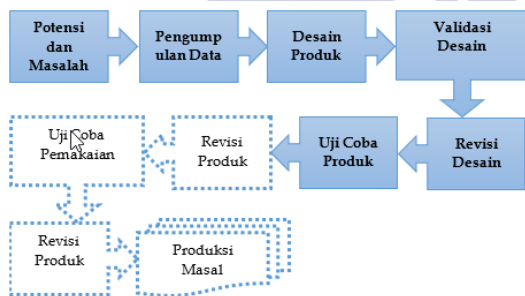 Potensi
dan
Masalah
Pengump
ulan Data
Desain
Produk
Validasi
Desain
Uji Coba
Pemakaian
Revisi
Produk
Uji Coba
Produk
Revisi
Desain
Revisi
Produk
Produksi
Masal